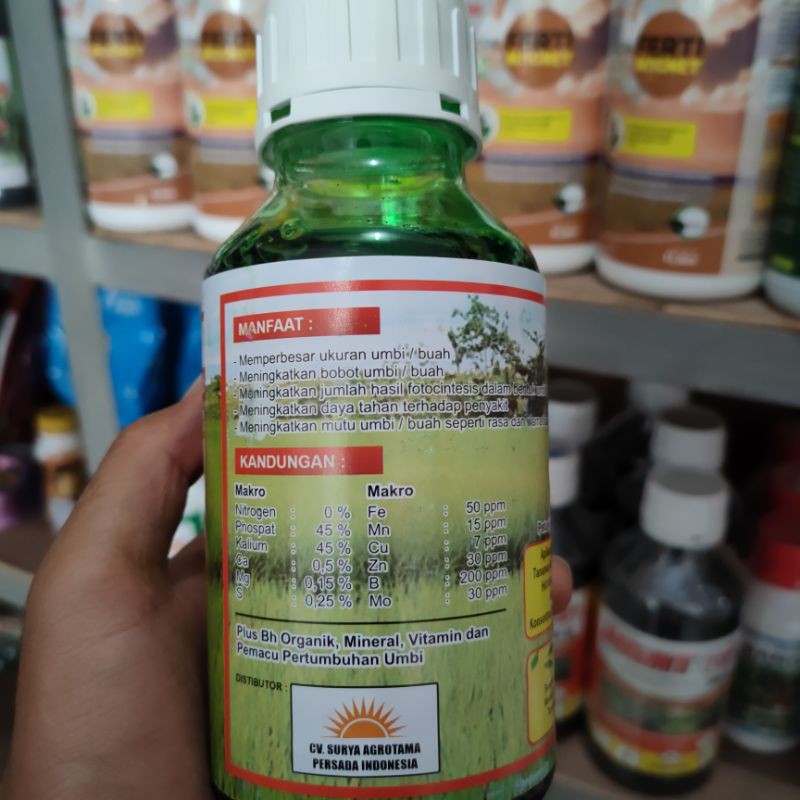 MANFAAT :
- Memperbesar ukuran umbi / buah
- Meningkatkan bobot umbi / buah
- Meningkatkan jumlah hasil fotocintesis dalam
- Meningkatkan daya tahan terhadap penyakit
- Meningkatkan mutu umbi / buah seperti rasa dan warna
KANDUNGAN :
Makro Makro
Nitrogen : 0 % Fe : 50 ppm
Phospat : 45 % Mn : 15 ppm
Kalium : 45 % Cu : 7 ppm
Ca : 0,5 % Zn : 30 ppm
Mg : 0,15 % B : 200 ppm
S : 0,25 % Mo : 30 ppm
Plus Bh Organik, Mineral, Vitamin dan
Pemacu Pertumbuhan Umbi
DISTIBUTOR :
CV. SURYA AGROTAMA
PERSADA INDONESIA